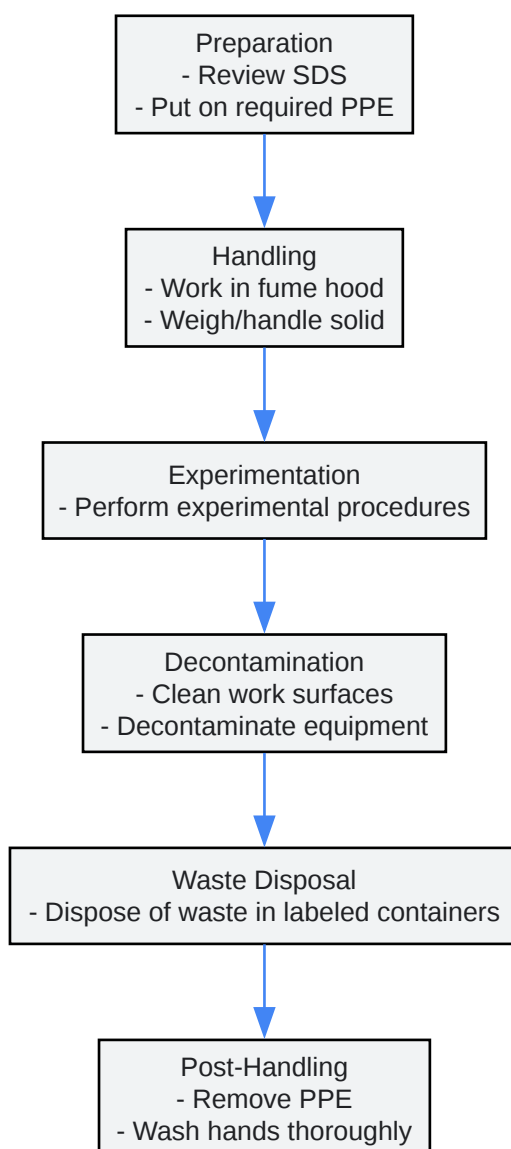 Preparation
- Review SDS
- Put on required PPE
Handling
- Work in fume hood
- Weigh/handle solid
Experimentation
- Perform experimental procedures
Decontamination
- Clean work surfaces
- Decontaminate equipment
Waste Disposal
- Dispose of waste in labeled containers
Post-Handling
- Remove PPE
- Wash hands thoroughly